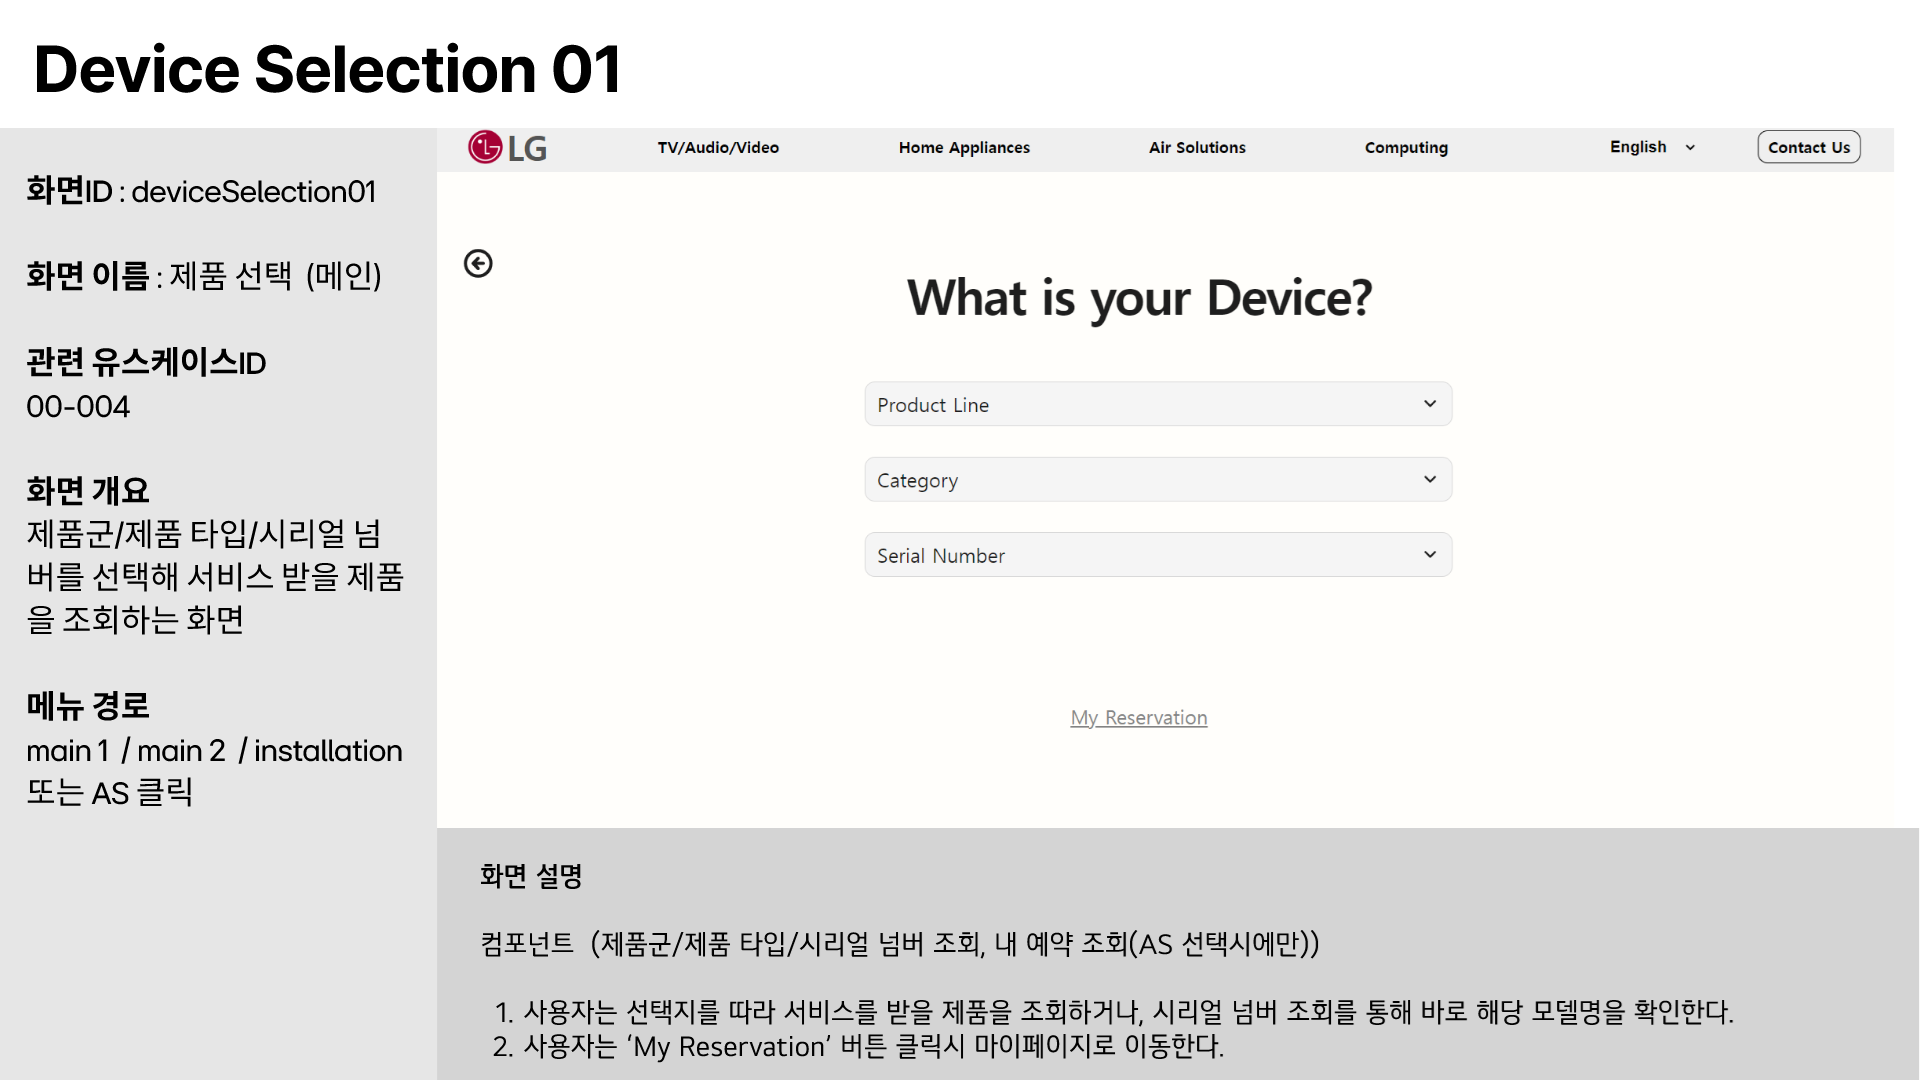 Device Selection 01
화면ID : deviceSelection01
화면 이름 : 제품 선택 (메인)
관련 유스케이스ID
00-004
화면 개요
제품군/제품 타입/시리얼 넘
버를 선택해 서비스 받을 제품
을 조회하는 화면
메뉴 경로
main 1 / main 2 / installation
또는 AS 클릭
LG TV/Audio/Video Home Appliances Air Solutions Computing English Contact Us
What is your Device?
Product Line
Category
Serial Number
My Reservation
화면 설명
컴포넌트 (제품군/제품 타입/시리얼 넘버 조회, 내 예약 조회(AS 선택시에만))
1. 사용자는 선택지를 따라 서비스를 받을 제품을 조회하거나, 시리얼 넘버 조회를 통해 바로 해당 모델명을 확인한다.
2. 사용자는 ‘My Reservation’ 버튼 클릭시 마이페이지로 이동한다.